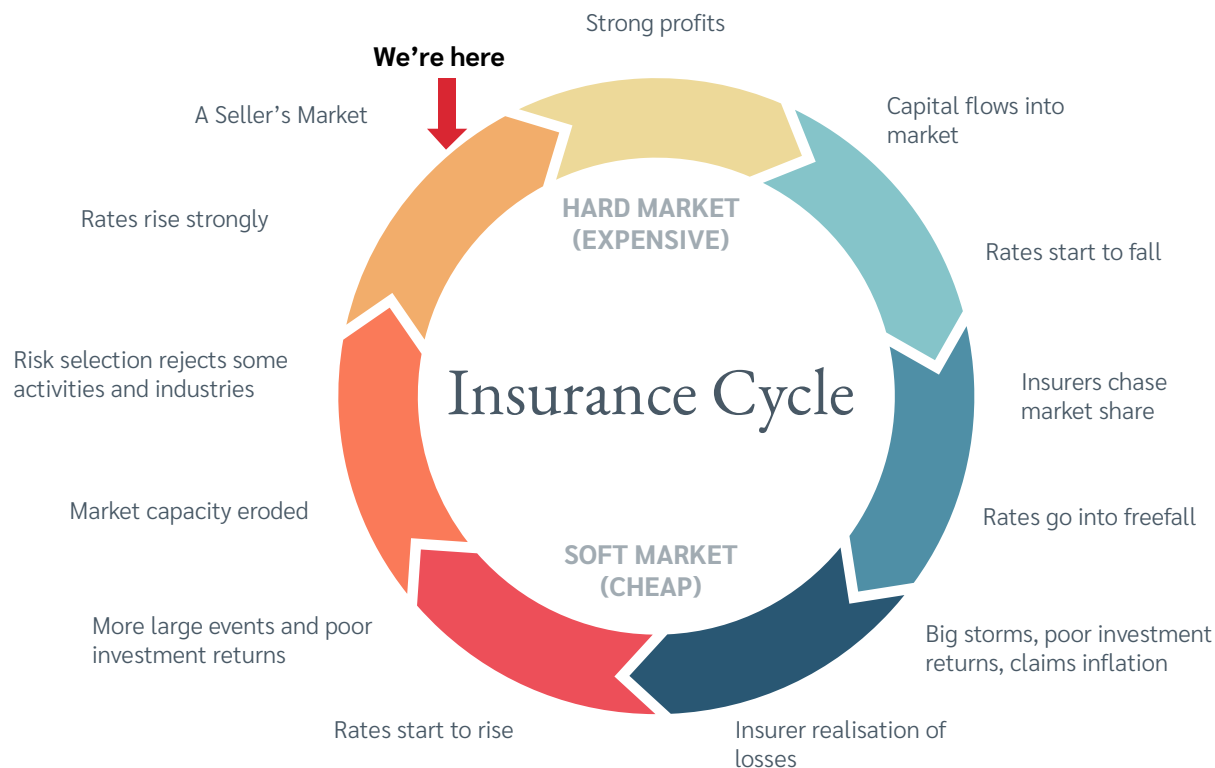 Strong profits
We're here
A Seller's Market
Capital flows into
market
Rates rise strongly
HARD MARKET
(EXPENSIVE)
Rates start to fall
Risk selection rejects some
activities and industries
Insurance Cycle
Insurers chase
market share
Market capacity eroded
Rates go into freefall
SOFT MARKET
(CHEAP)
More large events and poor
investment returns
Big storms, poor investment
returns, claims inflation
Rates start to rise
Insurer realisation of
losses